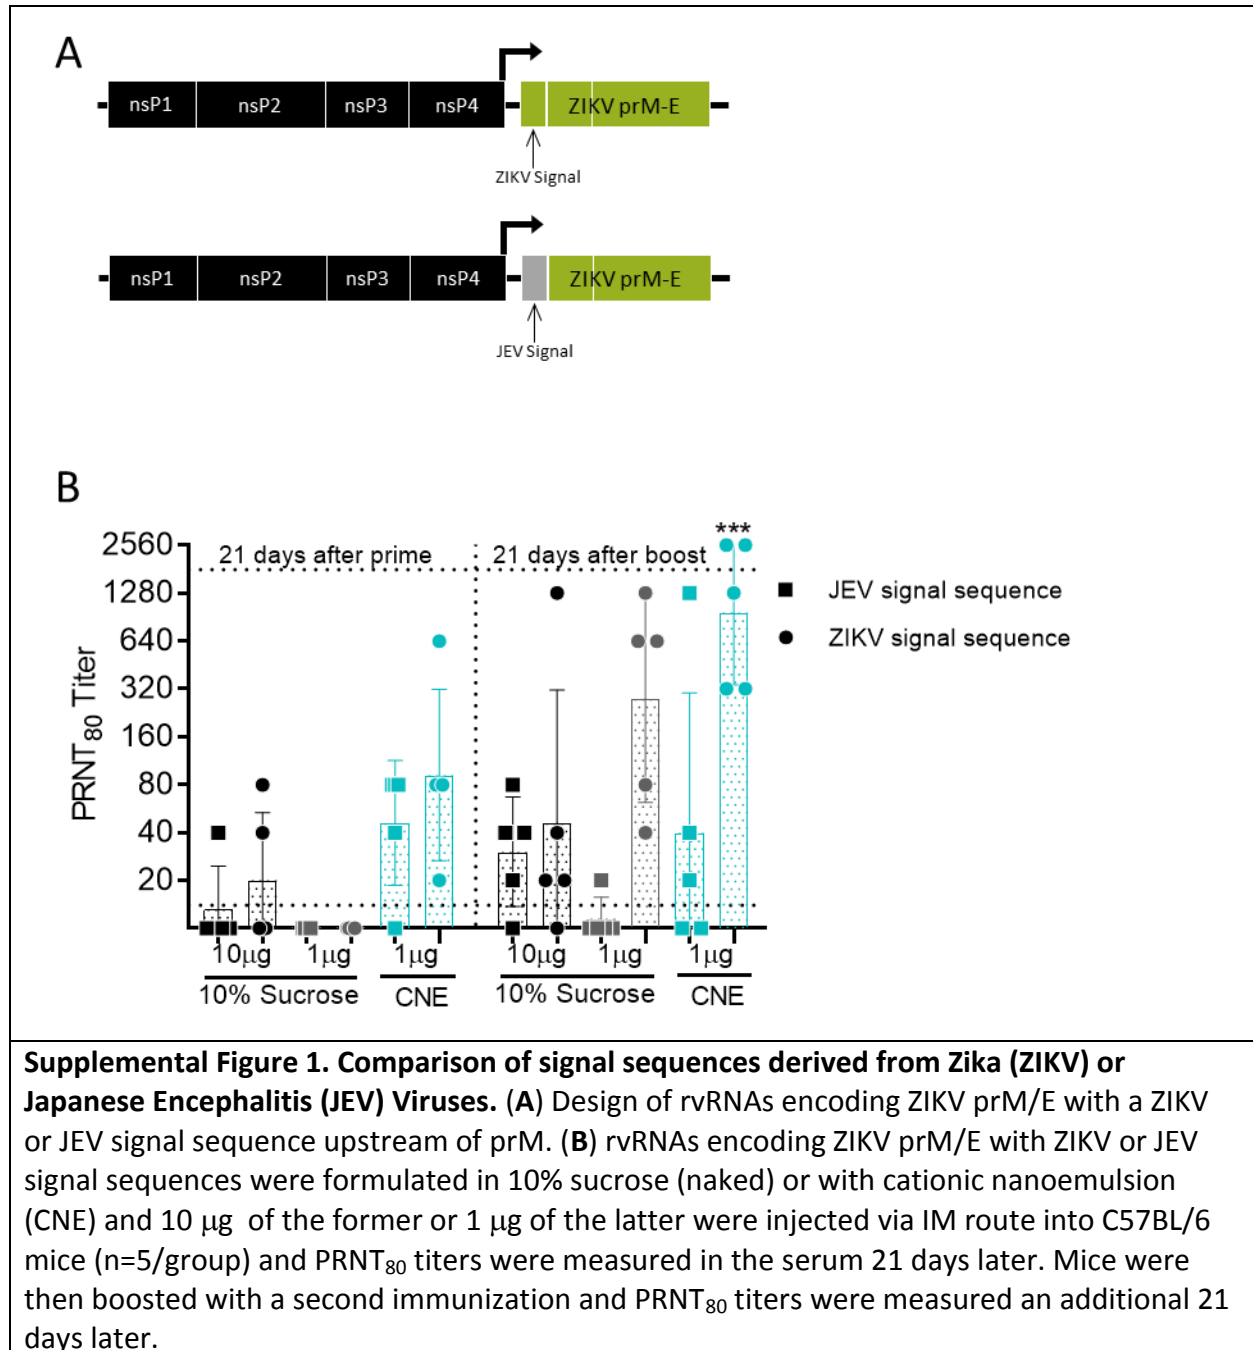 A
nsP1 nsP2 nsP3 nsP4 ZIKV prM-E
ZIKV Signal
nsP1 nsP2 nsP3 nsP4 ZIKV prM-E
JEV Signal
B
PRNT80 Titer
2560
1280
640
320
160
80
40
20
21 days after prime
21 days after boost
***
JEV signal sequence
ZIKV signal sequence
10µg 1µg 1µg 10µg 1µg 1µg
10% Sucrose CNE 10% Sucrose CNE
Supplemental Figure 1. Comparison of signal sequences derived from Zika (ZIKV) or
Japanese Encephalitis (JEV) Viruses. (A) Design of rvRNAs encoding ZIKV prM/E with a ZIKV
or JEV signal sequence upstream of prM. (B) rvRNAs encoding ZIKV prM/E with ZIKV or JEV
signal sequences were formulated in 10% sucrose (naked) or with cationic nanoemulsion
(CNE) and 10 µg of the former or 1 µg of the latter were injected via IM route into C57BL/6
mice (n=5/group) and PRNT80 titers were measured in the serum 21 days later. Mice were
then boosted with a second immunization and PRNT80 titers were measured an additional 21
days later.